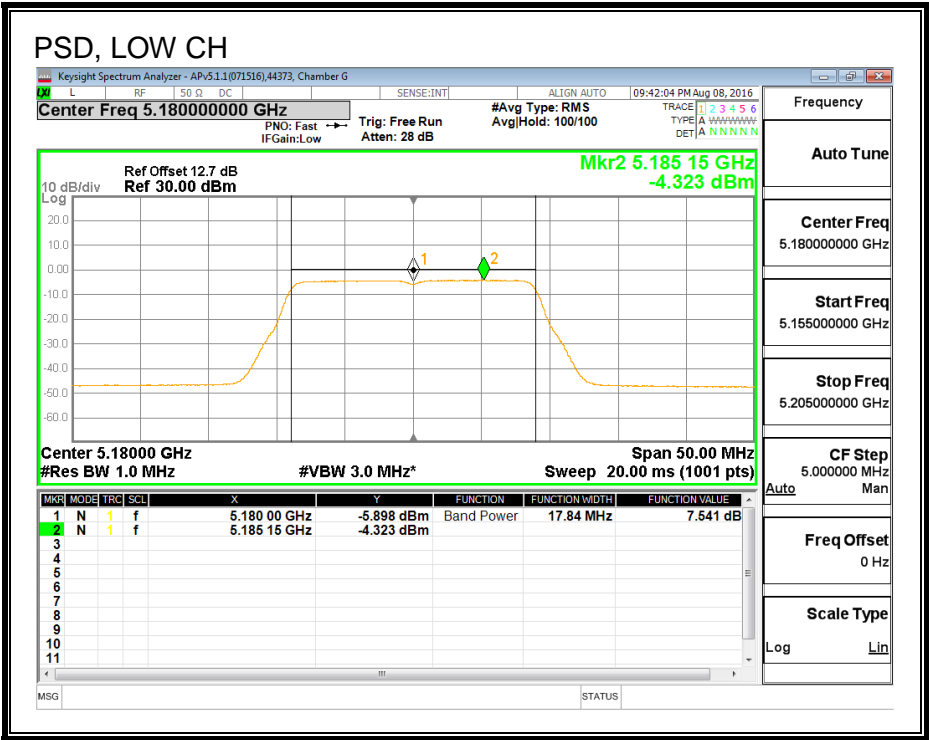 PSD, LOW CH
Keysight Spectrum Analyzer - APv5.1.1(071516),44373, Chamber G
LXI L RF 50 Ω DC SENSE:INT ALIGN AUTO 09:42:04 PM Aug 08, 2016
Center Freq 5.180000000 GHz
PNO: Fast
IFGain:Low
Trig: Free Run
Atten: 28 dB
#Avg Type: RMS
Avg|Hold: 100/100
TRACE 1 2 3 4 5 6
TYPE A WWWWW
DET A N N N N N
Mkr2 5.185 15 GHz
-4.323 dBm
Ref Offset 12.7 dB
Ref 30.00 dBm
10 dB/div
Log
20.0
10.0
0.00
-10.0
-20.0
-30.0
-40.0
-50.0
-60.0
1
2
Center 5.18000 GHz Span 50.00 MHz
#Res BW 1.0 MHz #VBW 3.0 MHz* Sweep 20.00 ms (1001 pts)
MKR MODE TRC SCL X Y FUNCTION FUNCTION WIDTH FUNCTION VALUE
1 N 1 f 5.180 00 GHz -5.898 dBm Band Power 17.84 MHz 7.541 dB
2 N 1 f 5.185 15 GHz -4.323 dBm
3
4
5
6
7
8
9
10
11
MSG STATUS
Frequency
Auto Tune
Center Freq
5.180000000 GHz
Start Freq
5.155000000 GHz
Stop Freq
5.205000000 GHz
CF Step
5.000000 MHz
Auto Man
Freq Offset
0 Hz
Scale Type
Log Lin